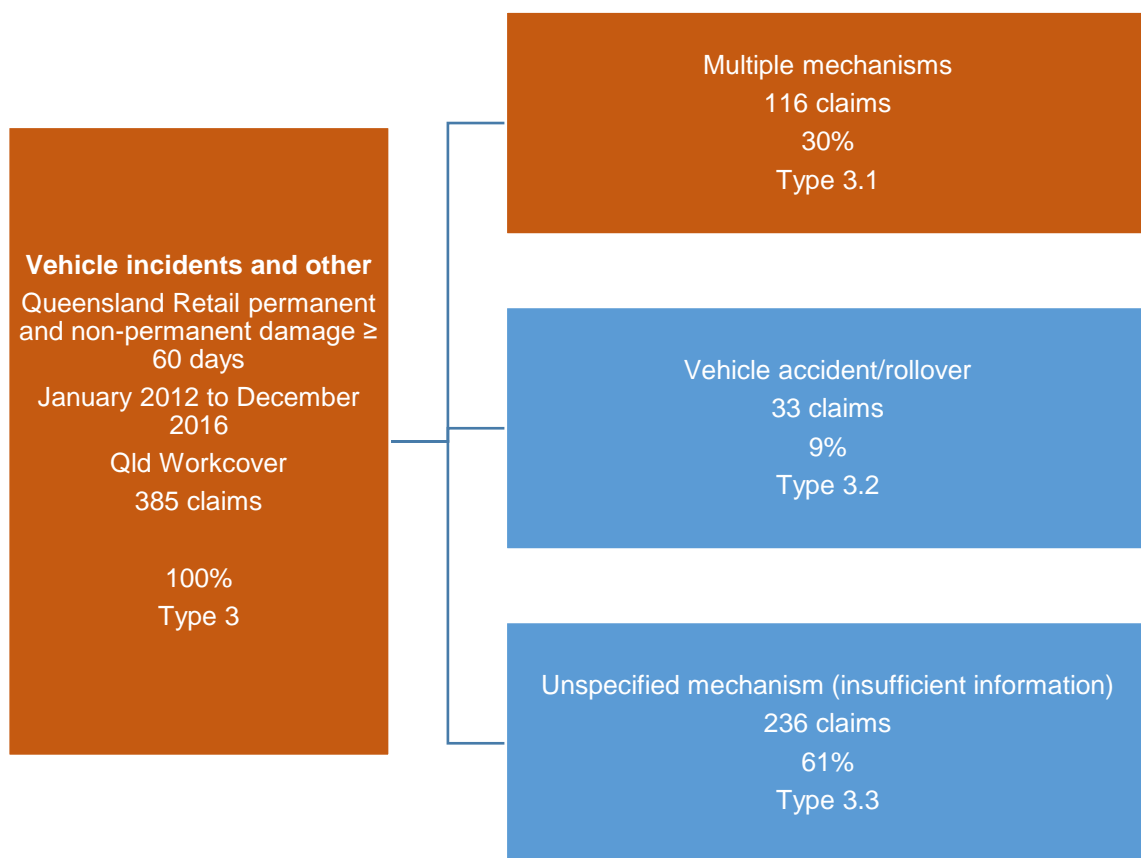 Vehicle incidents and other
Queensland Retail permanent
and non-permanent damage ≥
60 days
January 2012 to December
2016
Qld Workcover
385 claims
100%
Type 3
Multiple mechanisms
116 claims
30%
Type 3.1
Vehicle accident/rollover
33 claims
9%
Type 3.2
Unspecified mechanism (insufficient information)
236 claims
61%
Type 3.3